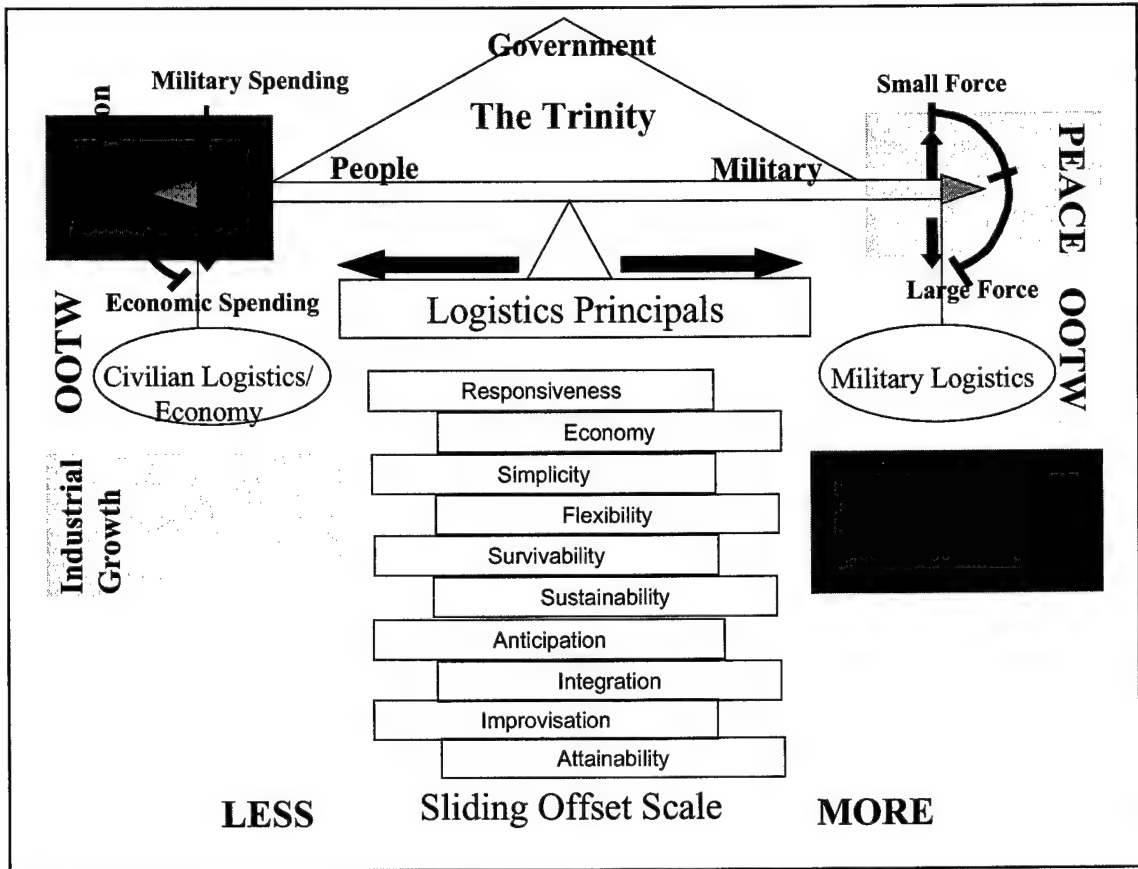 Government
Military Spending
Small Force
The Trinity
People
Military
PEACE
Economic Spending
Large Force
Logistics Principals
OOTW
OOTW
Civilian Logistics/
Economy
Military Logistics
Responsiveness
Economy
Simplicity
Industrial
Growth
Flexibility
Survivability
Sustainability
Anticipation
Integration
Improvisation
Attainability
LESS
Sliding Offset Scale
MORE